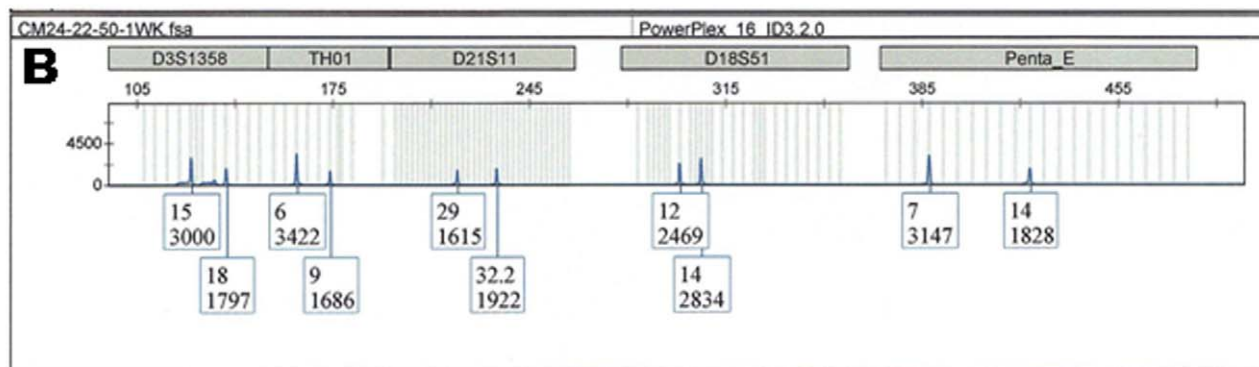 CM24-22-50-1WK.fsa PowerPlex_16_ID3.2.0
B
D3S1358 TH01 D21S11 D18S51 Penta_E
105 175 245 315 385 455
4500
0
15 6 29 12 7 14
3000 3422 1615 2469 3147 1828
18 9 32.2 14
1797 1686 1922 2834